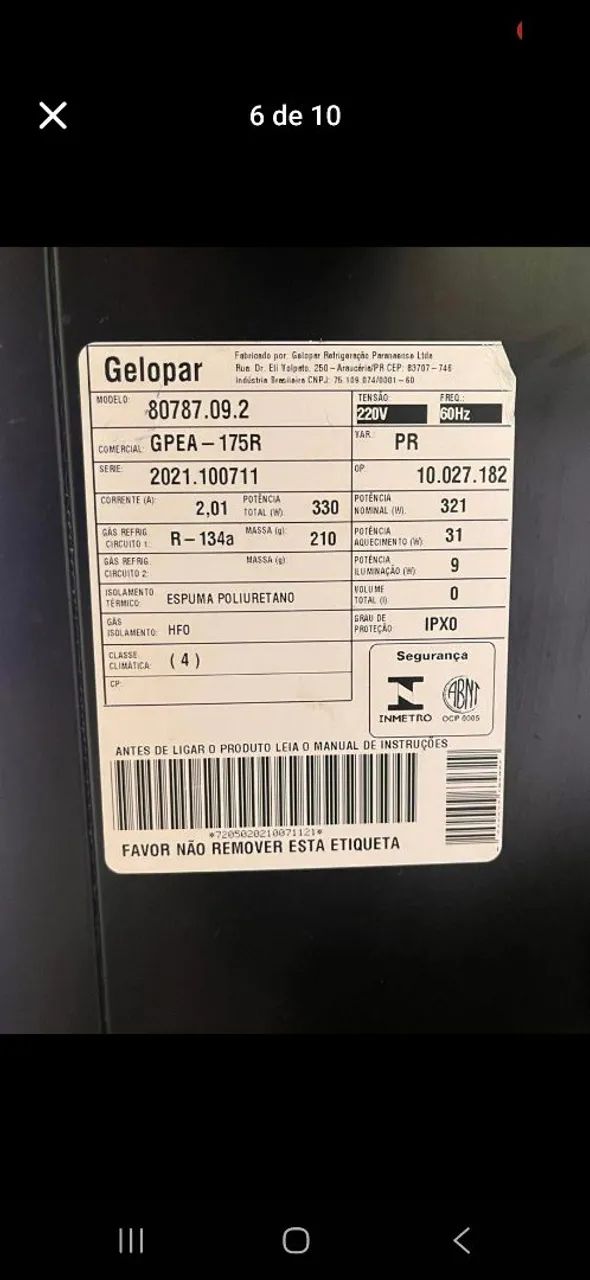 6 de 10
Gelopar
Fabricado por: Gelopar Refrigeração Paranaense Ltda
Rua. Dr. Eli Volpato, 250 - Araucária/PR CEP: 83707-746
Indústria Brasileira CNPJ: 75.109.074/0001-60
MODELO: 80787.09.2
TENSÃO: 220V
FREQ.: 60Hz
COMERCIAL: GPEA-175R
VAR.: PR
SERIE: 2021.100711
OP: 10.027.182
CORRENTE (A): 2,01
POTÊNCIA TOTAL (W): 330
POTÊNCIA NOMINAL (W): 321
GÁS REFRIG. CIRCUITO 1: R-134a
MASSA (g): 210
POTÊNCIA AQUECIMENTO (W): 31
GÁS REFRIG. CIRCUITO 2:
MASSA (g):
POTÊNCIA ILUMINAÇÃO (W): 9
ISOLAMENTO TÉRMICO: ESPUMA POLIURETANO
VOLUME TOTAL (l): 0
GÁS ISOLAMENTO: HFO
GRAU DE PROTEÇÃO: IPX0
CLASSE CLIMÁTICA: (4)
CP:
Segurança
INMETRO
ABNT
OCP 0005
ANTES DE LIGAR O PRODUTO LEIA O MANUAL DE INSTRUÇÕES
*7205020210071121*
FAVOR NÃO REMOVER ESTA ETIQUETA